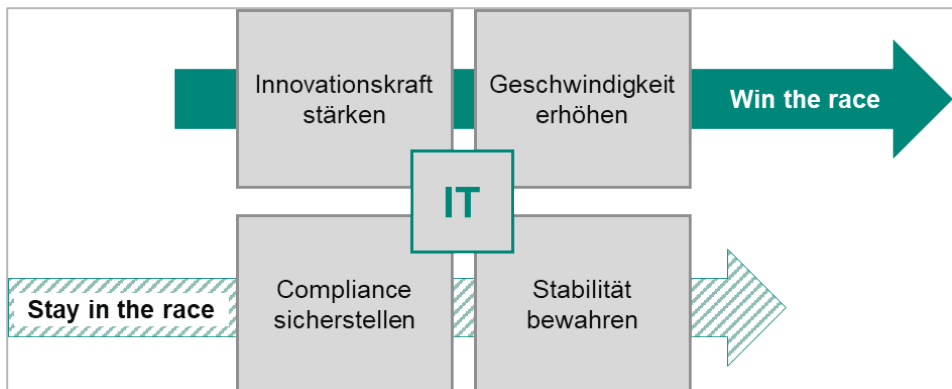 Innovationskraft
stärken
Geschwindigkeit
erhöhen
Win the race
IT
Stay in the race
Compliance
sicherstellen
Stabilität
bewahren